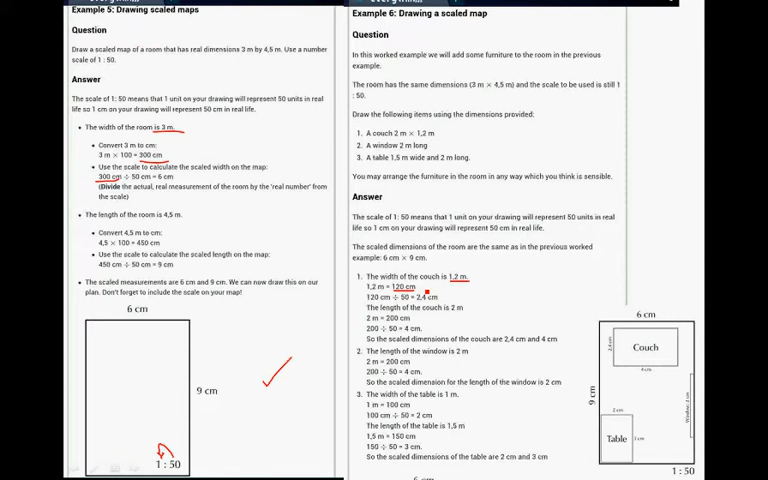 Example 5: Drawing scaled maps
Question
Draw a scaled map of a room that has real dimensions 3 m by 4,5 m. Use a number
scale of 1 : 50.
Answer
The scale of 1: 50 means that 1 unit on your drawing will represent 50 units in real
life so 1 cm on your drawing will represent 50 cm in real life.
• The width of the room is 3 m.
• Convert 3 m to cm:
3 m × 100 = 300 cm
• Use the scale to calculate the scaled width on the map:
300 cm ÷ 50 cm = 6 cm
(Divide the actual, real measurement of the room by the 'real number' from
the scale)
• The length of the room is 4,5 m.
• Convert 4,5 m to cm:
4,5 × 100 = 450 cm
• Use the scale to calculate the scaled length on the map:
450 cm ÷ 50 cm = 9 cm
• The scaled measurements are 6 cm and 9 cm. We can now draw this on our
plan. Don't forget to include the scale on your map!
6 cm
9 cm
1 : 50
Example 6: Drawing a scaled map
Question
In this worked example we will add some furniture to the room in the previous
example.
The room has the same dimensions (3 m × 4,5 m) and the scale to be used is still 1
: 50.
Draw the following items using the dimensions provided:
1. A couch 2 m × 1,2 m
2. A window 2 m long
3. A table 1,5 m wide and 2 m long.
You may arrange the furniture in the room in any way which you think is sensible.
Answer
The scale of 1: 50 means that 1 unit on your drawing will represent 50 units in real
life so 1 cm on your drawing will represent 50 cm in real life.
The scaled dimensions of the room are the same as in the previous worked
example: 6 cm × 9 cm.
1. The width of the couch is 1,2 m.
1,2 m = 120 cm
120 cm ÷ 50 = 2,4 cm
The length of the couch is 2 m
2 m = 200 cm
200 ÷ 50 = 4 cm.
So the scaled dimensions of the couch are 2,4 cm and 4 cm
2. The length of the window is 2 m
2 m = 200 cm
200 ÷ 50 = 4 cm.
So the scaled dimension for the length of the window is 2 cm
3. The width of the table is 1 m.
1 m = 100 cm
100 cm ÷ 50 = 2 cm
The length of the table is 1,5 m
1,5 m = 150 cm
150 ÷ 50 = 3 cm.
So the scaled dimensions of the table are 2 cm and 3 cm
6 cm
2,4 cm
Couch
4 cm
9 cm
2 cm
Table
3 cm
1 : 50
6 cm